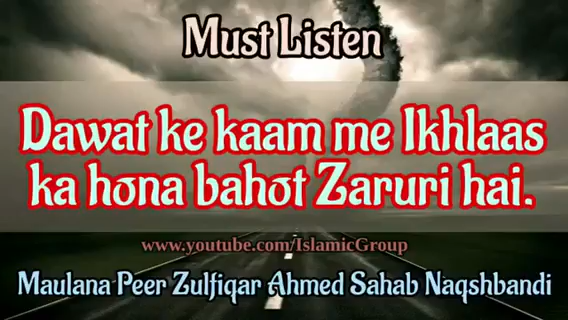 Must Listen
Dawat ke kaam me Ikhlaas
ka hona bahot Zaruri hai.
www.youtube.com/IslamicGroup
Maulana Peer Zulfiqar Ahmed Sahab Naqshbandi